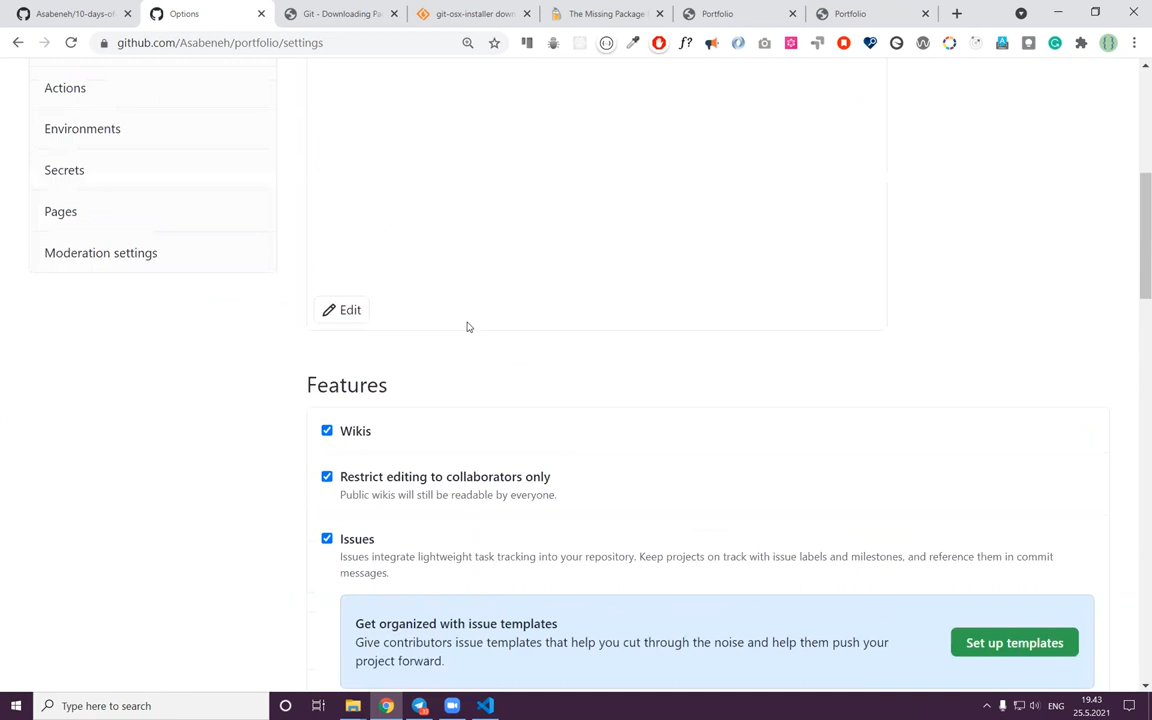 Asabeneh/10-days-of
Options
Git - Downloading Pa
git-osx-installer down
The Missing Package
Portfolio
Portfolio
github.com/Asabeneh/portfolio/settings
Actions
Environments
Secrets
Pages
Moderation settings
Edit
Features
Wikis
Restrict editing to collaborators only
Public wikis will still be readable by everyone.
Issues
Issues integrate lightweight task tracking into your repository. Keep projects on track with issue labels and milestones, and reference them in commit
messages.
Get organized with issue templates
Give contributors issue templates that help you cut through the noise and help them push your
project forward.
Set up templates
Type here to search
ENG
19.43
25.5.2021